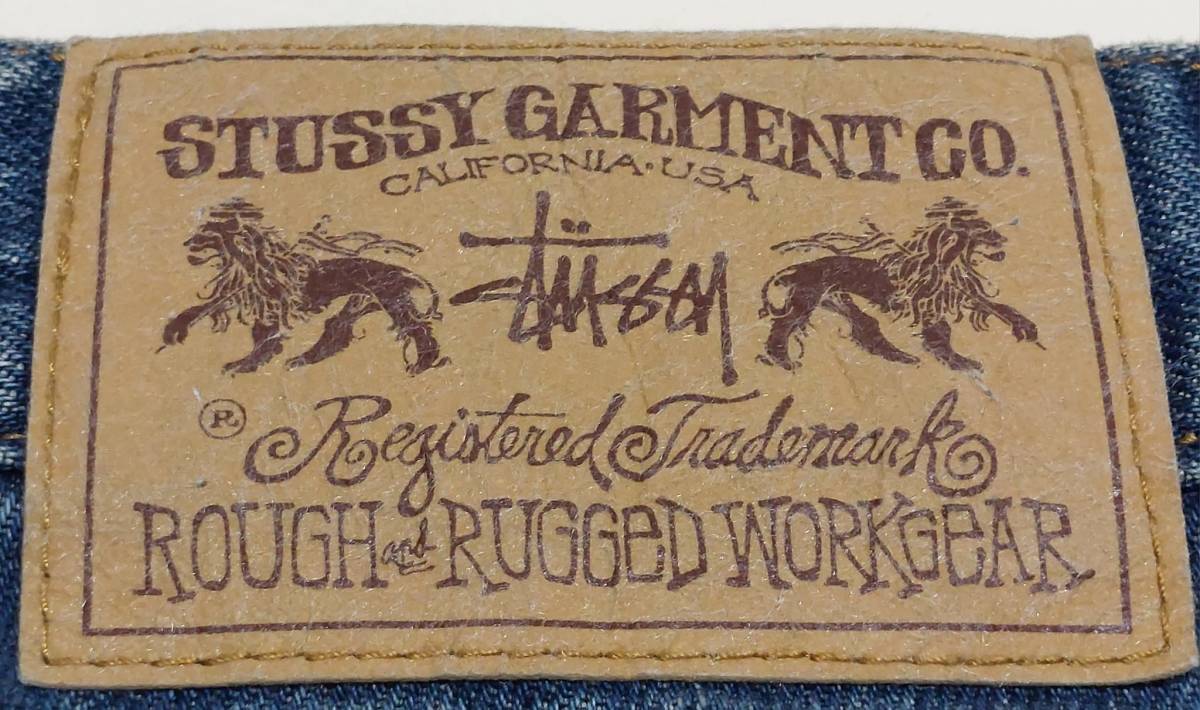 STUSSY GARMENT CO.
CALIFORNIA · USA
Stüssy
® Registered Trademark
ROUGH and RUGGED WORKGEAR